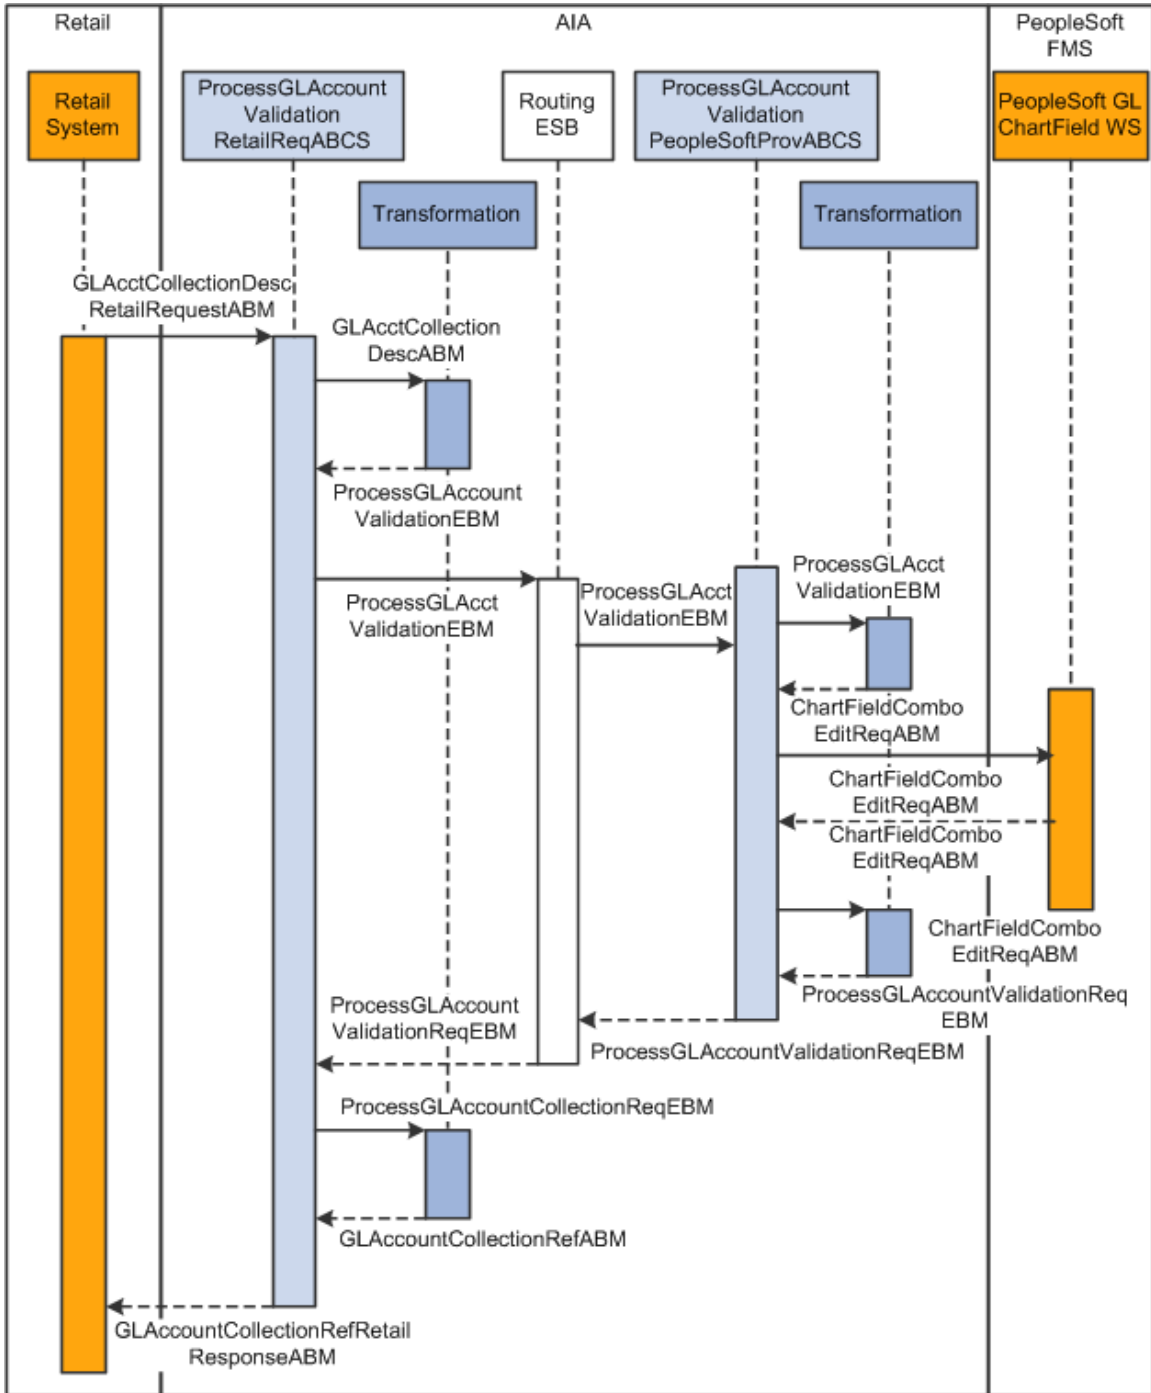 Retail
AIA
PeopleSoft
FMS
Retail
System
ProcessGLAccount
Validation
RetailReqABCS
Routing
ESB
ProcessGLAccount
Validation
PeopleSoftProvABCS
PeopleSoft GL
ChartField WS
Transformation
Transformation
GLAcctCollectionDesc
RetailRequestABM
GLAcctCollection
DescABM
ProcessGLAccount
ValidationEBM
ProcessGLAcct
ValidationEBM
ProcessGLAcct
ValidationEBM
ProcessGLAcct
ValidationEBM
ChartFieldCombo
EditReqABM
ChartFieldCombo
EditReqABM
ChartFieldCombo
EditReqABM
ChartFieldCombo
EditReqABM
ProcessGLAccountValidationReq
EBM
ProcessGLAccountValidationReqEBM
ProcessGLAccount
ValidationReqEBM
ProcessGLAccountCollectionReqEBM
GLAccountCollectionRefABM
GLAccountCollectionRefRetail
ResponseABM